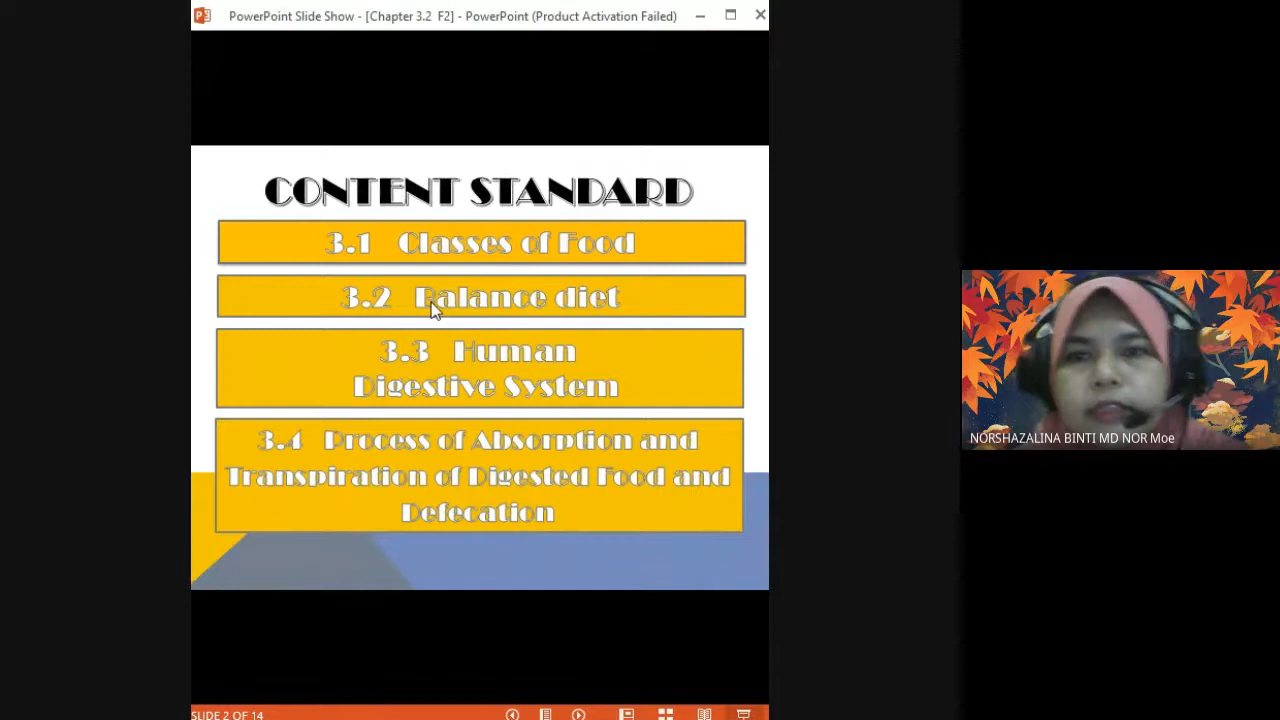 PowerPoint Slide Show - [Chapter 3.2 F2] - PowerPoint (Product Activation Failed)
CONTENT STANDARD
3.1 Classes of Food
3.2 Balance diet
3.3 Human
Digestive System
3.4 Process of Absorption and
Transpiration of Digested Food and
Defecation
NORSHAZALINA BINTI MD NOR Moe
SLIDE 2 OF 14